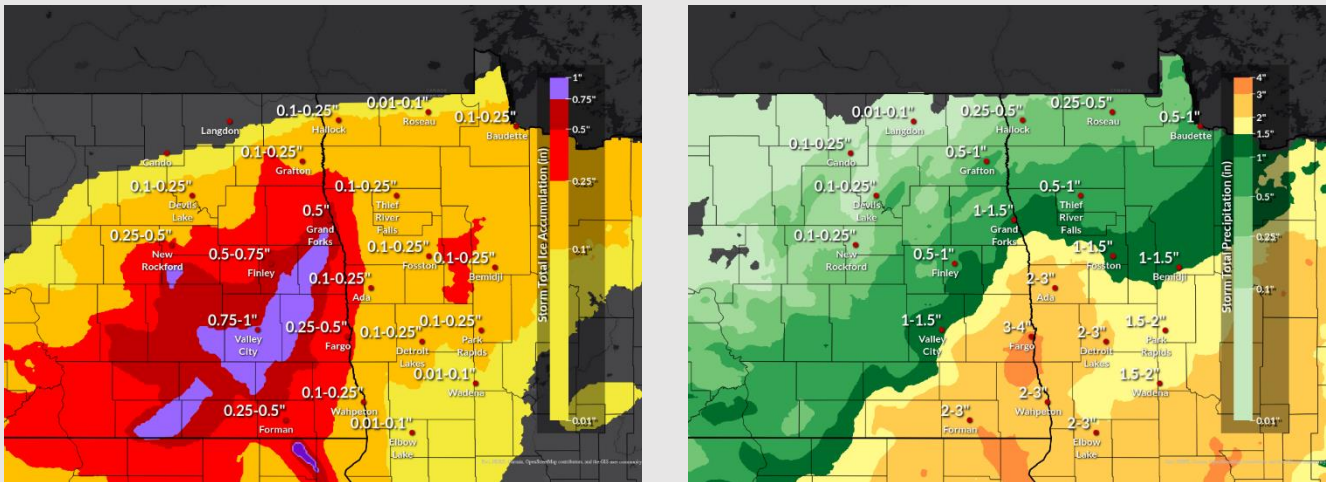 Storm Total Ice Accumulation (in)
1"
0.75"
0.5"
0.25"
0.1"
0.01"
Langdon
0.1-0.25"
Hallock
0.01-0.1"
Roseau
0.1-0.25"
Baudette
Cando
0.1-0.25"
Grafton
0.1-0.25"
Devils
Lake
0.1-0.25"
Thief
River
Falls
0.5"
Grand
Forks
0.25-0.5"
New
Rockford
0.5-0.75"
Finley
0.1-0.25"
Fosston
0.1-0.25"
Bemidji
0.1-0.25"
Ada
0.75-1"
Valley
City
0.25-0.5"
Fargo
0.1-0.25"
Detroit
Lakes
0.1-0.25"
Park
Rapids
0.01-0.1"
Wadena
0.1-0.25"
Wahpeton
0.25-0.5"
Forman
0.01-0.1"
Elbow
Lake
Storm Total Precipitation (in)
4"
3"
2"
1.5"
1"
0.5"
0.25"
0.1"
0.01"
0.01-0.1"
Langdon
0.25-0.5"
Hallock
0.25-0.5"
Roseau
0.5-1"
Baudette
0.1-0.25"
Cando
0.5-1"
Grafton
0.1-0.25"
Devils
Lake
0.5-1"
Thief
River
Falls
1-1.5"
Grand
Forks
0.1-0.25"
New
Rockford
0.5-1"
Finley
1-1.5"
Fosston
1-1.5"
Bemidji
2-3"
Ada
1-1.5"
Valley
City
3-4"
Fargo
2-3"
Detroit
Lakes
1.5-2"
Park
Rapids
1.5-2"
Wadena
2-3"
Wahpeton
2-3"
Forman
2-3"
Elbow
Lake